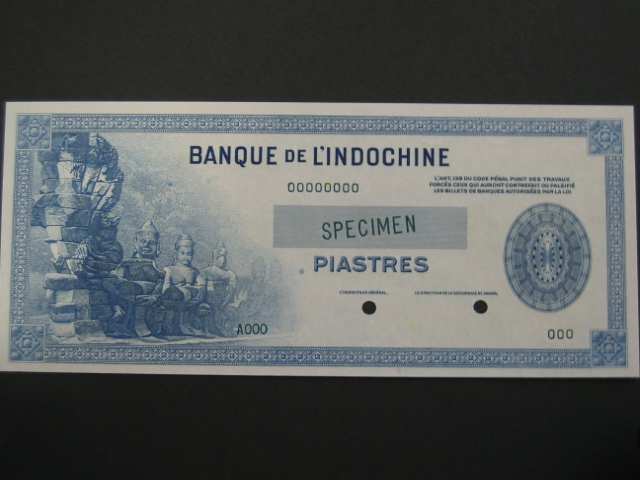 BANQUE DE L'INDOCHINE
00000000
L'ART. 139 DU CODE PÉNAL PUNIT DES TRAVAUX
FORCÉS CEUX QUI AURONT CONTREFAIT OU FALSIFIÉ
LES BILLETS DE BANQUES AUTORISÉES PAR LA LOI
SPECIMEN
PIASTRES
A000
000